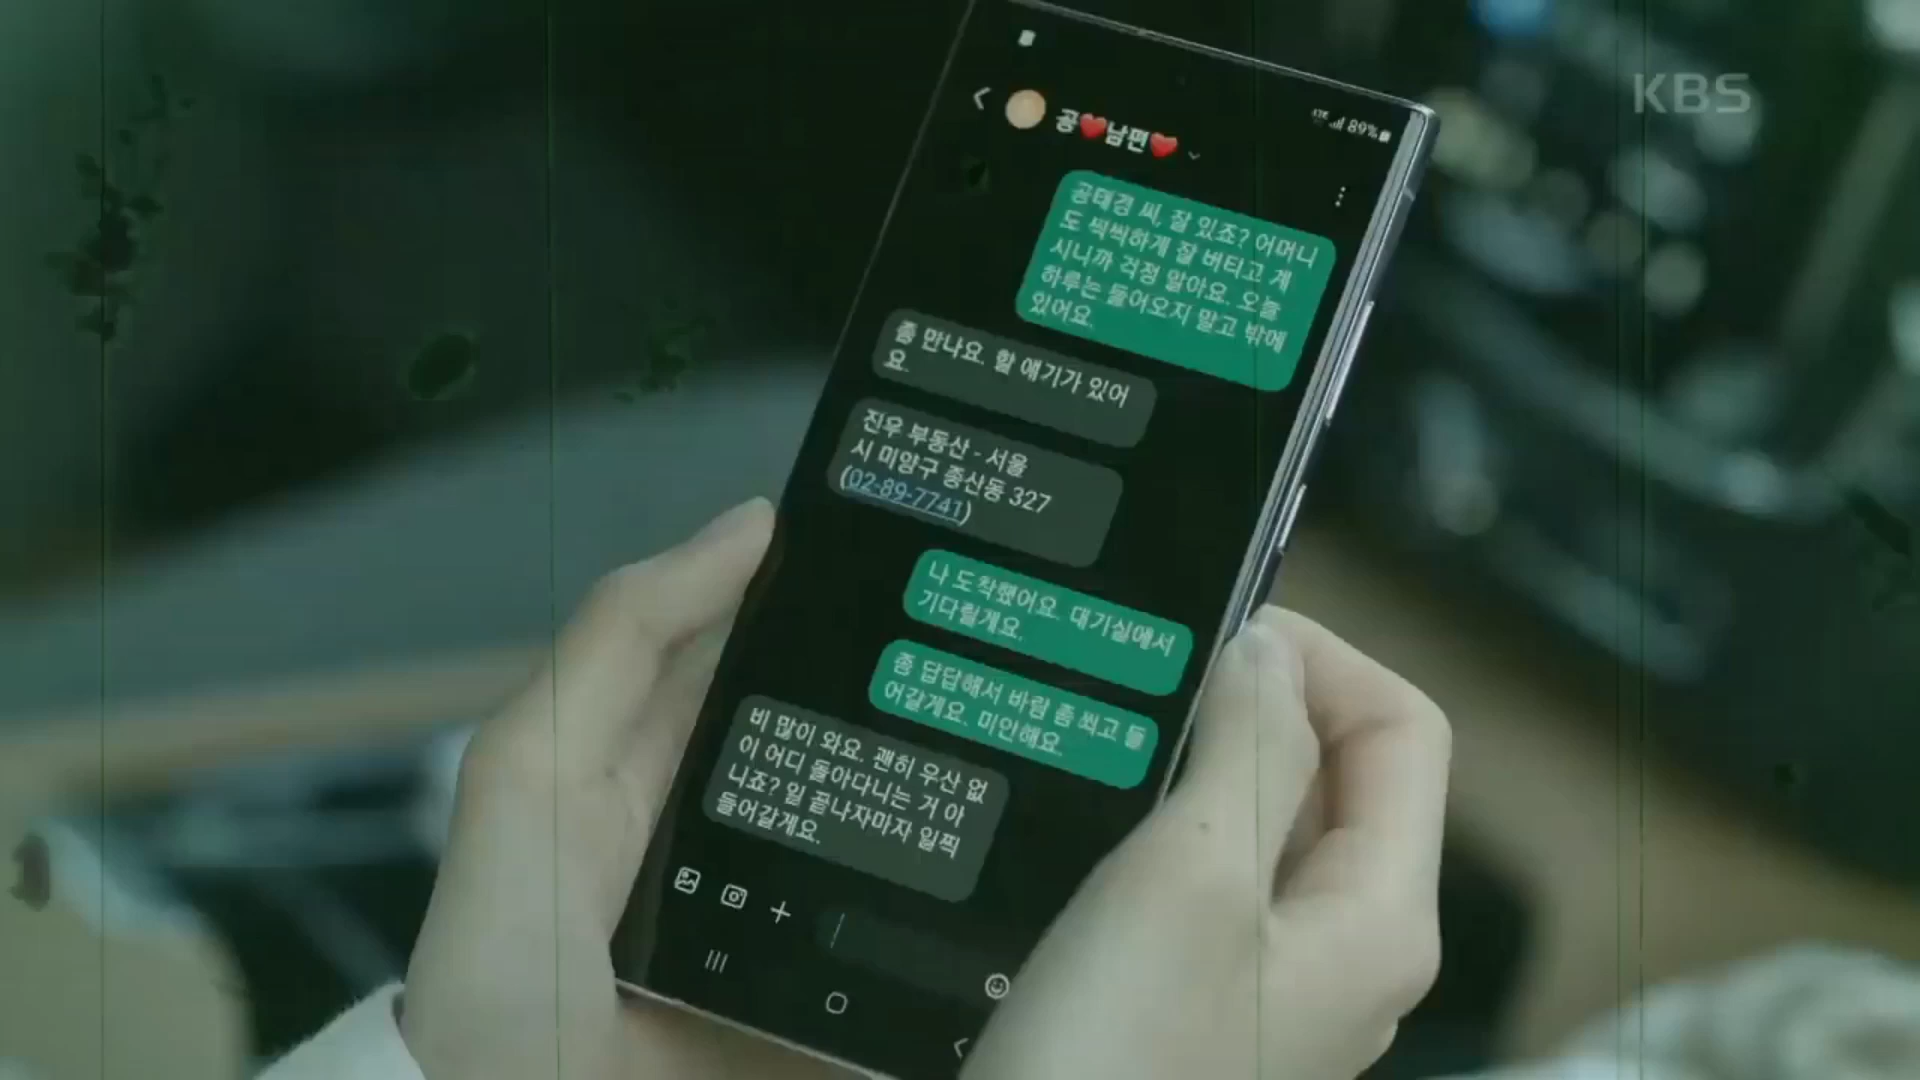 KBS
89%
공❤남편❤
공태경 씨, 잘 있죠? 어머니
도 씩씩하게 잘 버티고 계
시니까 걱정 말아요. 오늘
하루는 들어오지 말고 밖에
있어요.
좀 만나요. 할 얘기가 있어
요.
진우 부동산 - 서울
시 미암구 종산동 327
(02-89-7741)
나 도착했어요. 대기실에서
기다릴게요.
좀 답답해서 바람 좀 쐬고 들
어갈게요. 미안해요.
비 많이 와요. 괜히 우산 없
이 어디 돌아다니는 거 아
니죠? 일 끝나자마자 일찍
들어갈게요.